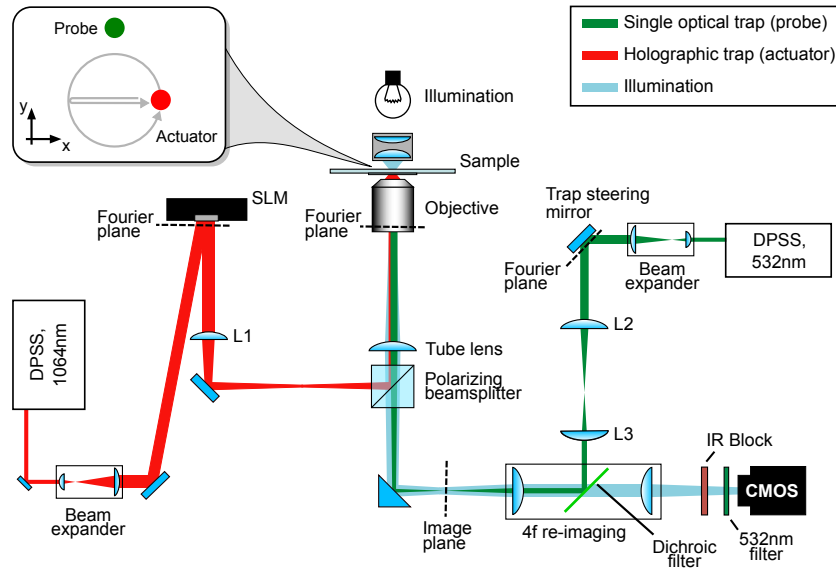 Probe
y
x
Actuator
Illumination
Single optical trap (probe)
Holographic trap (actuator)
Illumination
Sample
SLM
Fourier
plane
Fourier
plane
Objective
Trap steering
mirror
Fourier
plane
Beam
expander
DPSS,
532nm
L1
L2
Tube lens
Polarizing
beamsplitter
DPSS,
1064nm
L3
IR Block
CMOS
Beam
expander
Image
plane
4f re-imaging
Dichroic
filter
532nm
filter